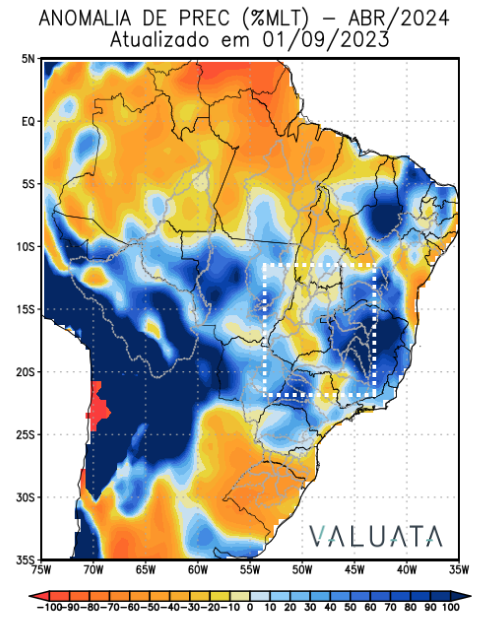 ANOMALIA DE PREC (%MLT) – ABR/2024
Atualizado em 01/09/2023
5N
EQ
5S
10S
15S
20S
25S
30S
35S
75W 70W 65W 60W 55W 50W 45W 40W 35W
VALUATA
-100 -90 -80 -70 -60 -50 -40 -30 -20 -10 0 10 20 30 40 50 60 70 80 90 100